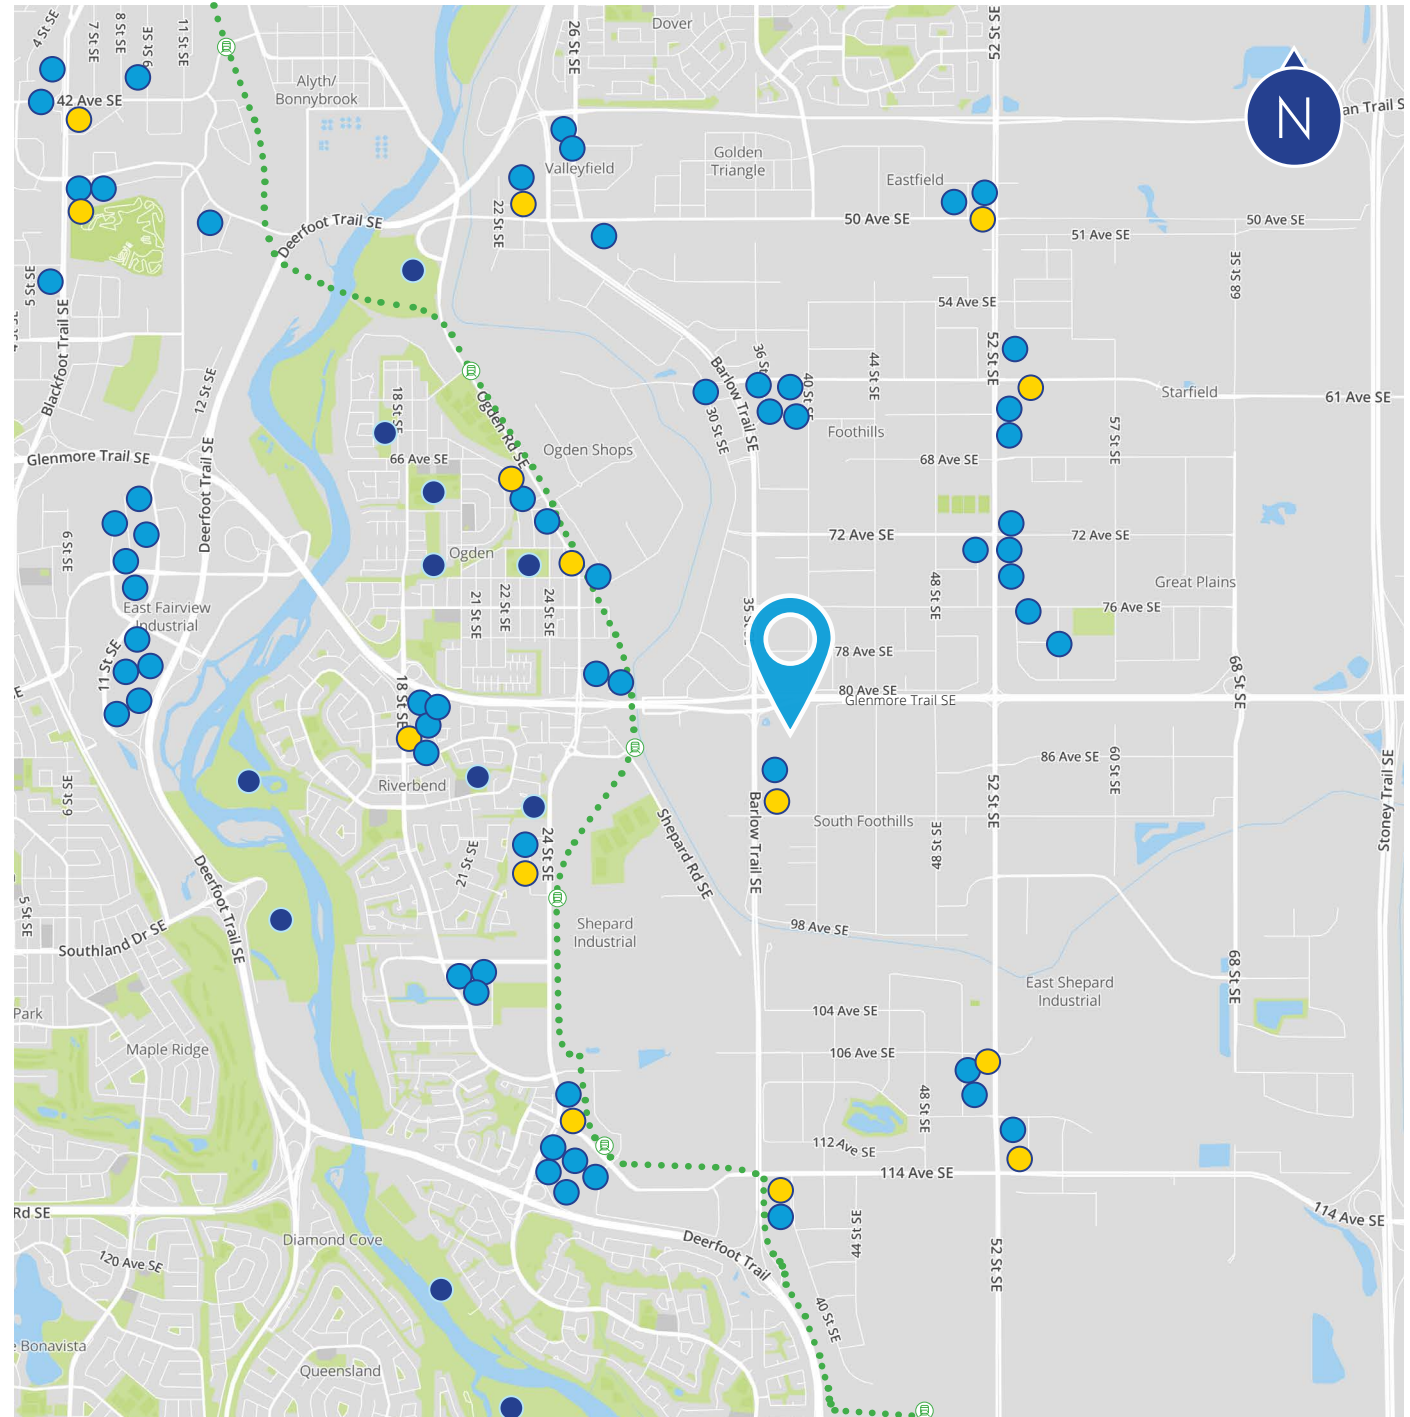 4 St SE
7 St SE
8 St SE
9 St SE
11 St SE
26 St SE
Dover
52 St SE
Alyth/
Bonnybrook
42 Ave SE
N
an Trail S
Valleyfield
Golden
Triangle
Eastfield
22 St SE
Deerfoot Trail SE
50 Ave SE
50 Ave SE
51 Ave SE
5 St SE
68 St SE
54 Ave SE
Blackfoot Trail SE
12 St SE
18 St SE
Ogden Rd SE
Barlow Trail SE
36 St
40 St SE
44 St SE
52 St SE
Starfield
61 Ave SE
30 St SE
Foothills
57 St SE
Glenmore Trail SE
Deerfoot Trail SE
66 Ave SE
Ogden Shops
68 Ave SE
6 St SE
Ogden
72 Ave SE
72 Ave SE
21 St SE
22 St SE
24 St SE
48 St SE
Great Plains
East Fairview
Industrial
35 St SE
76 Ave SE
11 St SE
78 Ave SE
68 St SE
E
18 St SE
80 Ave SE
Glenmore Trail SE
86 Ave SE
60 St SE
Stoney Trail SE
6 St SE
Riverbend
52 St SE
Barlow Trail SE
South Foothills
48 St SE
Shepard Rd SE
24 St SE
21 St SE
Deerfoot Trail SE
5 St SE
Southland Dr SE
Shepard
Industrial
98 Ave SE
68 St SE
East Shepard
Industrial
Park
104 Ave SE
Maple Ridge
106 Ave SE
48 St SE
112 Ave SE
114 Ave SE
Rd SE
114 Ave SE
Diamond Cove
Deerfoot Trail
44 St SE
52 St SE
120 Ave SE
40 St SE
Bonavista
Queensland